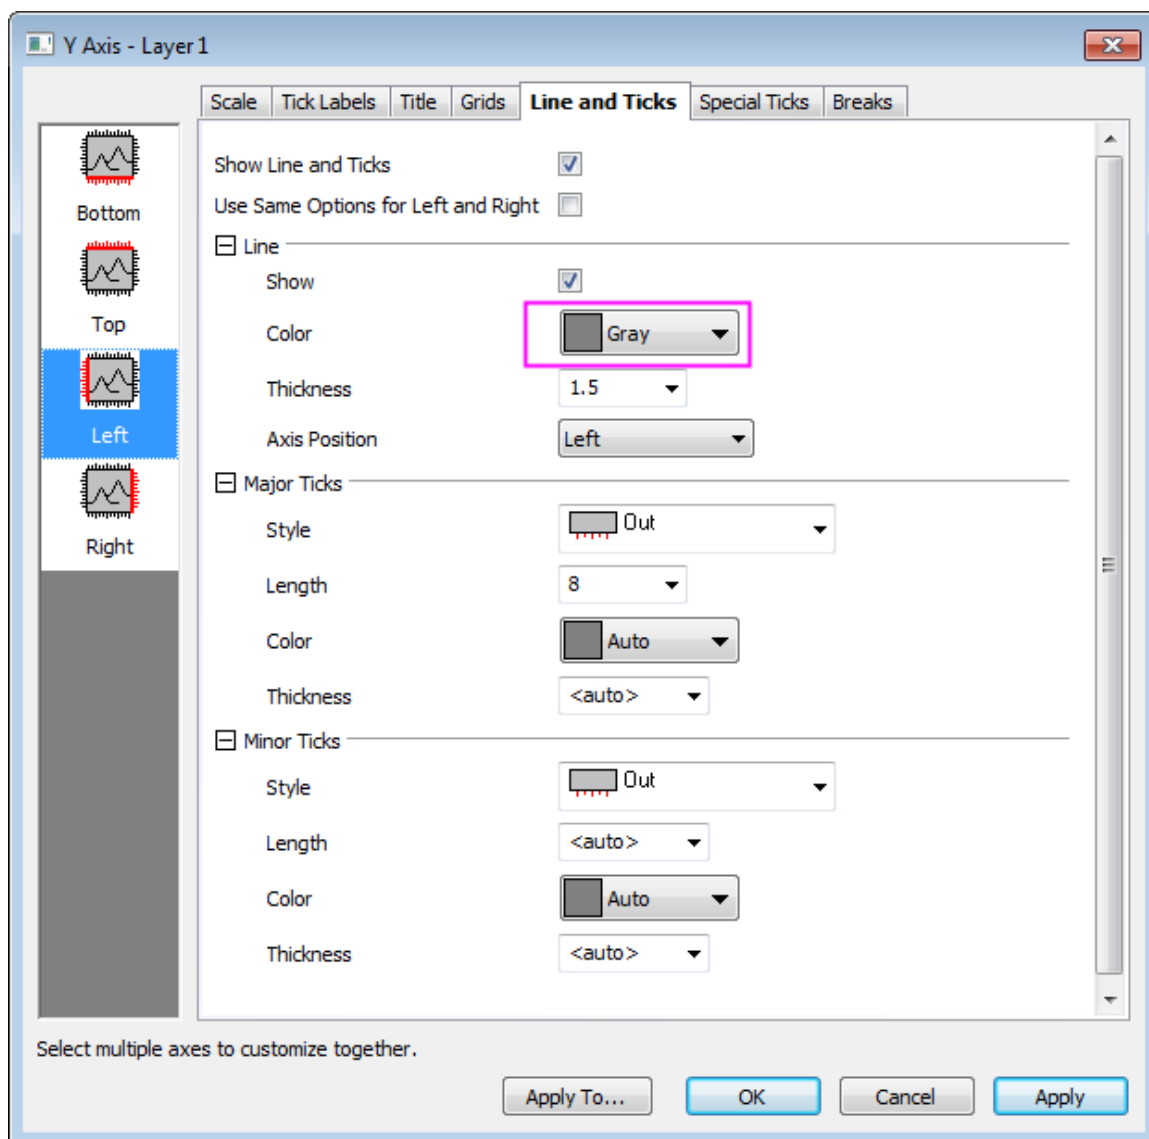 Y Axis - Layer1
Scale Tick Labels Title Grids Line and Ticks Special Ticks Breaks
Bottom
Top
Left
Right
Show Line and Ticks
Use Same Options for Left and Right
Line
Show
Color Gray
Thickness 1.5
Axis Position Left
Major Ticks
Style Out
Length 8
Color Auto
Thickness <auto>
Minor Ticks
Style Out
Length <auto>
Color Auto
Thickness <auto>
Select multiple axes to customize together.
Apply To... OK Cancel Apply